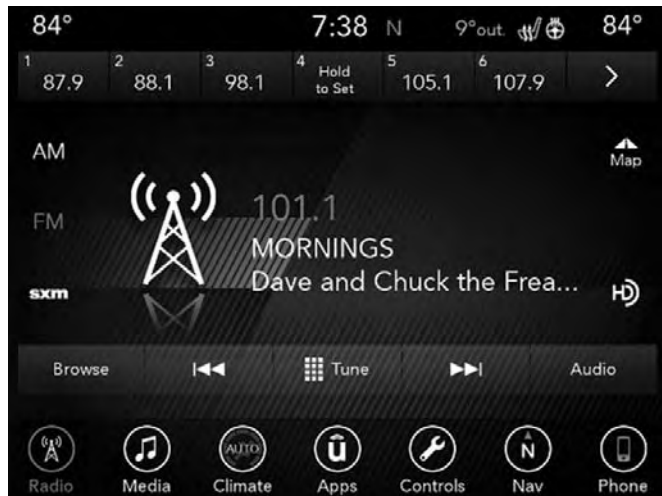 84° 7:38 N 9°out. 84°
1 87.9 2 88.1 3 98.1 4 Hold to Set 5 105.1 6 107.9
AM
Map
FM
101.1
MORNINGS
Dave and Chuck the Frea...
sxm
HD
Browse Tune Audio
AUTO û N
Radio Media Climate Apps Controls Nav Phone